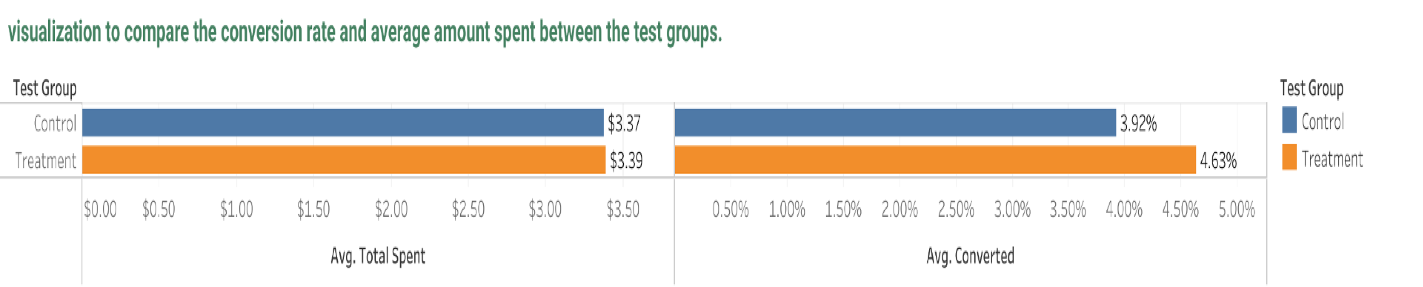 visualization to compare the conversion rate and average amount spent between the test groups.
Test Group
Control $3.37 3.92%
Treatment $3.39 4.63%
$0.00 $0.50 $1.00 $1.50 $2.00 $2.50 $3.00 $3.50 0.50% 1.00% 1.50% 2.00% 2.50% 3.00% 3.50% 4.00% 4.50% 5.00%
Avg. Total Spent Avg. Converted
Test Group
Control
Treatment